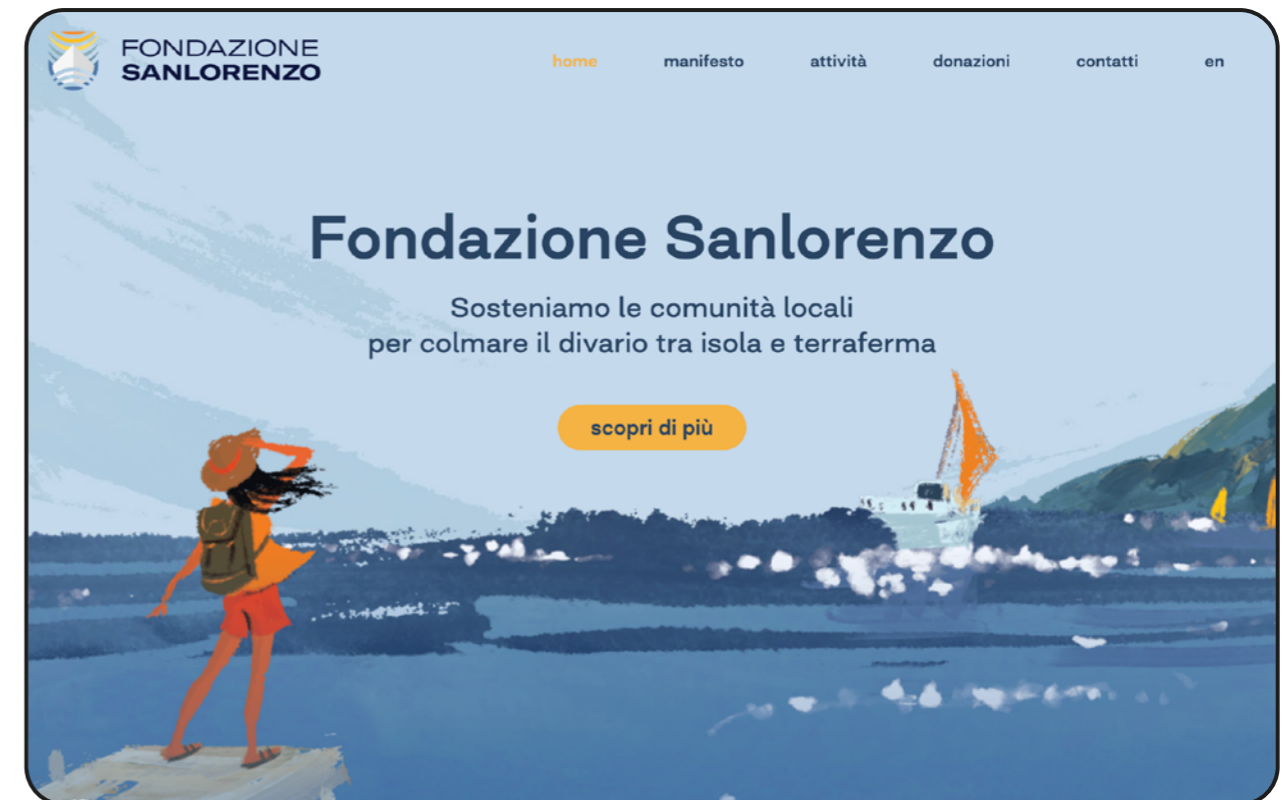 FONDAZIONE
SANLORENZO
home manifesto attività donazioni contatti en
Fondazione Sanlorenzo
Sosteniamo le comunità locali
per colmare il divario tra isola e terraferma
scopri di più